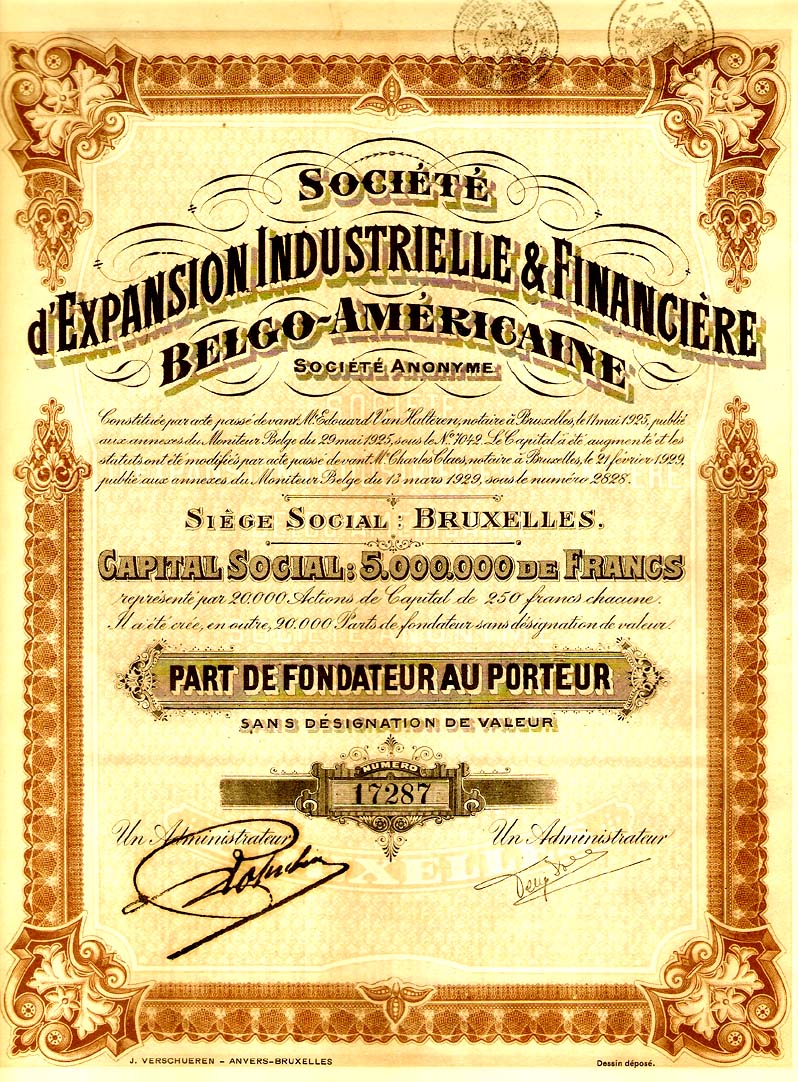 SOCIÉTÉ
d'EXPANSION INDUSTRIELLE & FINANCIÈRE
BELGO-AMÉRICAINE
SOCIÉTÉ ANONYME
Constituée par acte passé devant Mᵉ Edouard Van Halteren, notaire à Bruxelles, le 11 mai 1925, publié
aux annexes du Moniteur Belge du 29 mai 1925, sous le Nº 7042. Le Capital a été augmenté et les
statuts ont été modifiés par acte passé devant Mᵉ Charles Claes, notaire à Bruxelles, le 21 février 1929,
publié aux annexes du Moniteur Belge du 13 mars 1929, sous le numéro 2828.
SIÈGE SOCIAL : BRUXELLES.
CAPITAL SOCIAL : 5.000.000 DE FRANCS
représenté par 20.000 Actions de Capital de 250 francs chacune.
Il a été créé, en outre, 20.000 Parts de fondateur sans désignation de valeur.
PART DE FONDATEUR AU PORTEUR
SANS DÉSIGNATION DE VALEUR
NUMERO
17287
Un Administrateur Un Administrateur
J. VERSCHUEREN - ANVERS-BRUXELLES Dessin déposé.